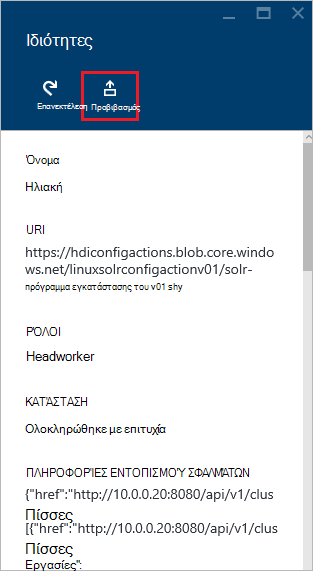 Ιδιότητες
Επανεκτέλεση Προβιβασμός
Όνομα
Ηλιακή
URI
https://hdiconfigactions.blob.core.windo
ws.net/linuxsolrconfigactionv01/solr-
πρόγραμμα εγκατάστασης του v01 shy
ΡΌΛΟΙ
Headworker
ΚΑΤΆΣΤΑΣΗ
Ολοκληρώθηκε με επιτυχία
ΠΛΗΡΟΦΟΡΊΕΣ ΕΝΤΟΠΙΣΜΟΎ ΣΦΑΛΜΆΤΩΝ
{"href":"http://10.0.0.20:8080/api/v1/clus
Πίσσες
[{"href":"http://10.0.0.20:8080/api/v1/clus
Πίσσες
Εργασίες":